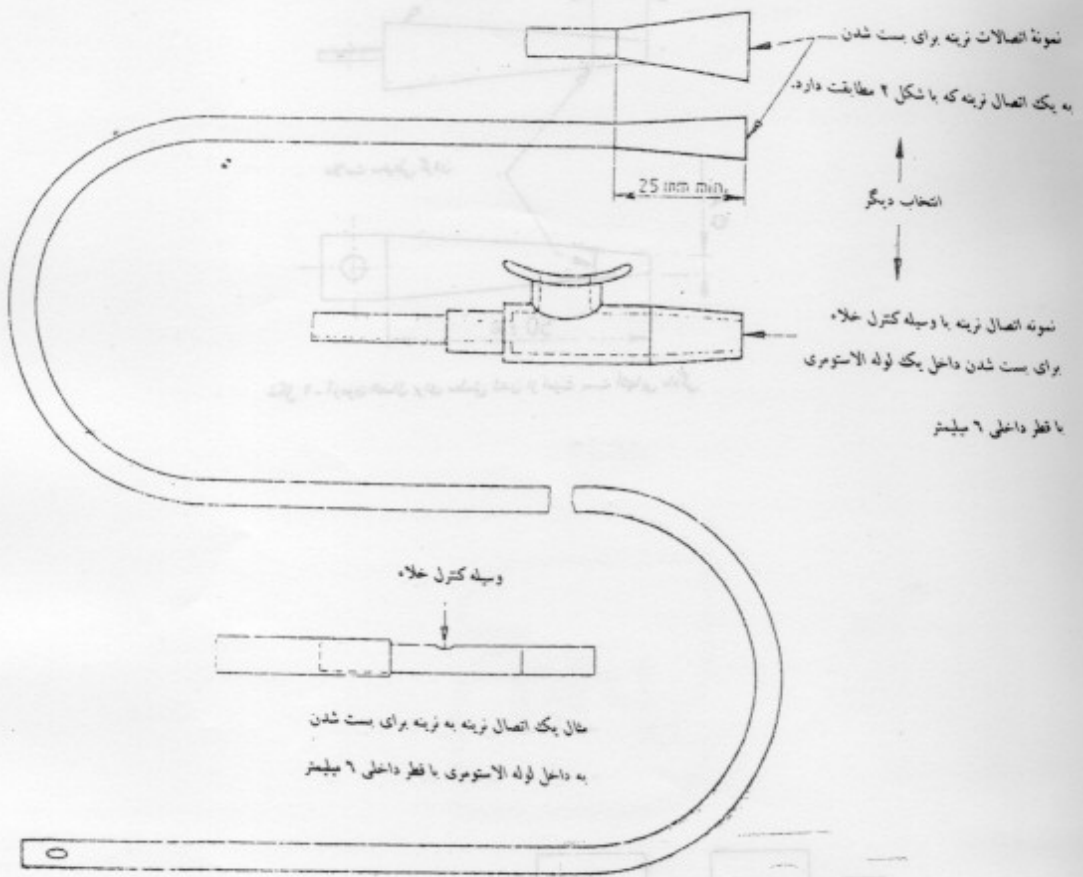 نمونهٔ اتصالات نرینه برای بست شدن
به یک اتصال نرینه که با شکل ۲ مطابقت دارد.
25 mm min.
انتخاب دیگر
نمونه اتصال نرینه با وسیله کنترل خلاء
برای بست شدن داخل یک لوله الاستومری
با قطر داخلی ٦ میلیمتر
وسیله کنترل خلاء
مثال یک اتصال نرینه به نرینه برای بست شدن
به داخل لوله الاستومری با قطر داخلی ٦ میلیمتر